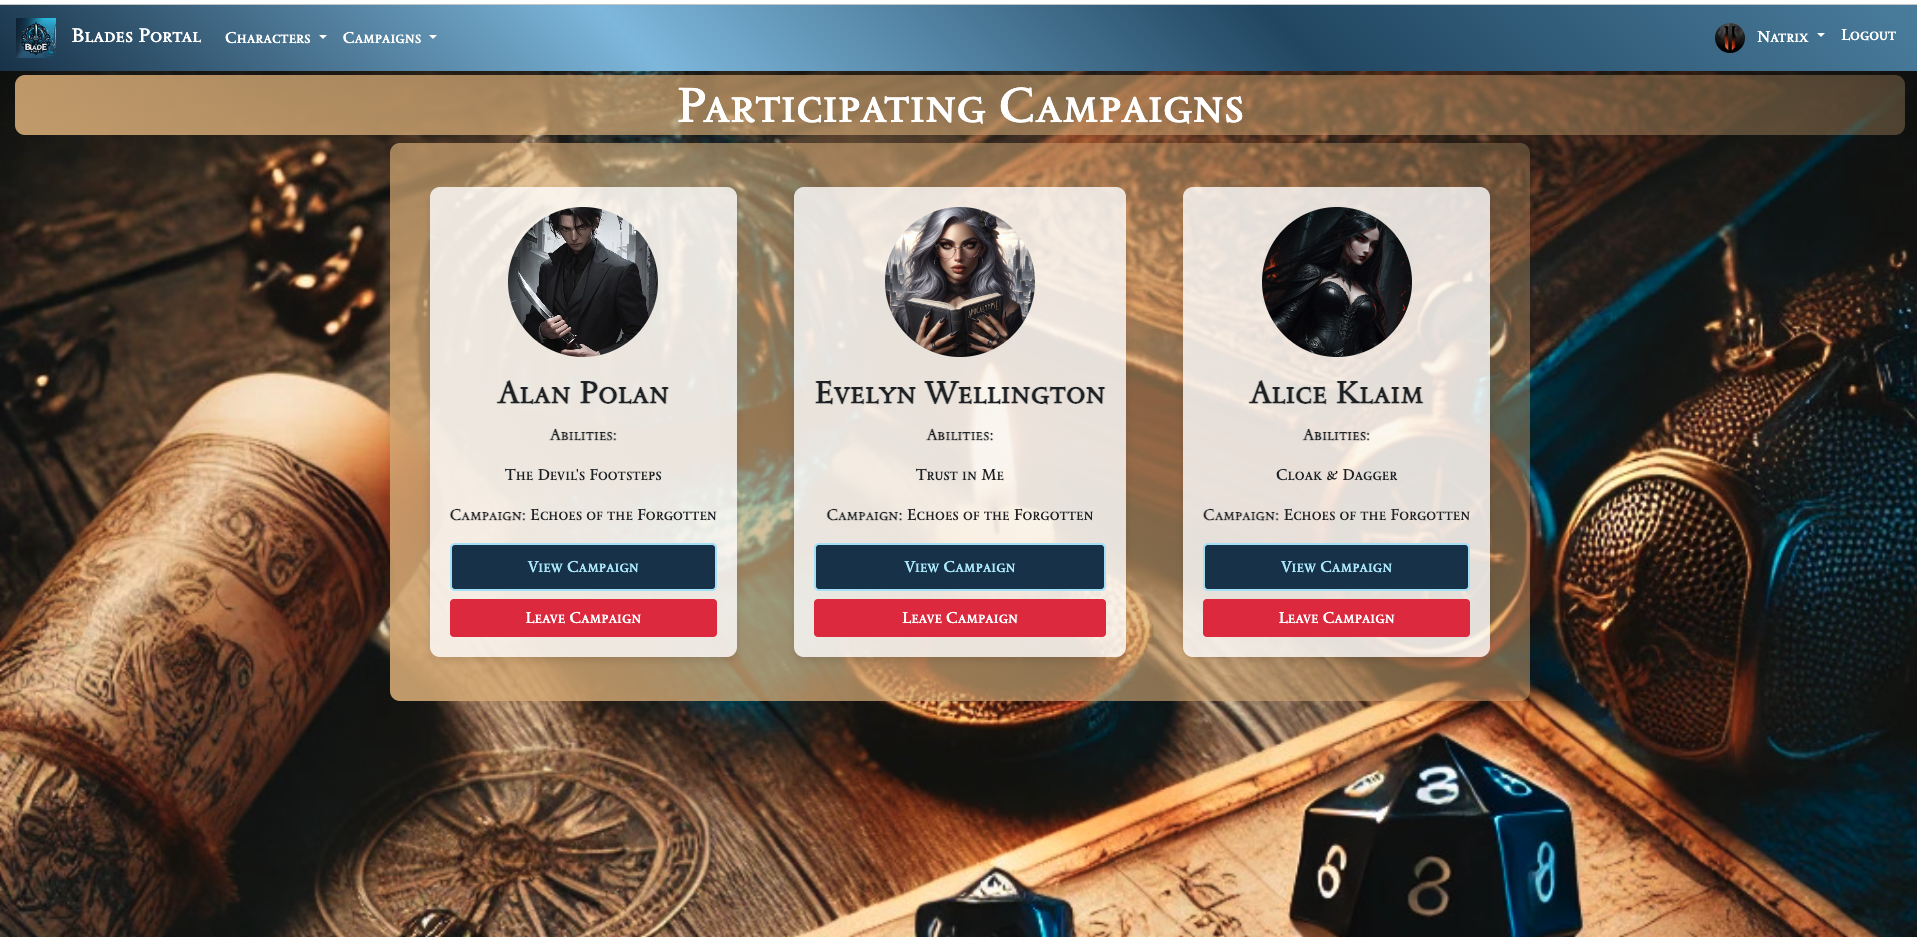 BLADE
Blades Portal
Characters
Campaigns
Natrix
Logout
Participating Campaigns
APOCALYPSE
Alan Polan
Abilities:
The Devil's Footsteps
Campaign: Echoes of the Forgotten
View Campaign
Leave Campaign
Evelyn Wellington
Abilities:
Trust in Me
Campaign: Echoes of the Forgotten
View Campaign
Leave Campaign
Alice Klaim
Abilities:
Cloak & Dagger
Campaign: Echoes of the Forgotten
View Campaign
Leave Campaign